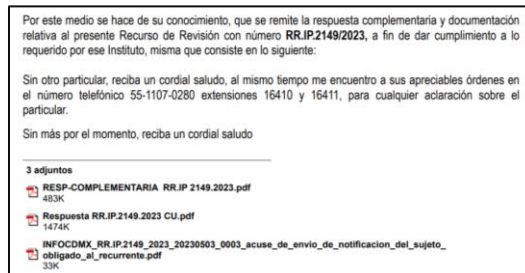 Por este medio se hace de su conocimiento, que se remite la respuesta complementaria y documentación
relativa al presente Recurso de Revisión con número RR.IP.2149/2023, a fin de dar cumplimiento a lo
requerido por ese Instituto, misma que consiste en lo siguiente:
Sin otro particular, reciba un cordial saludo, al mismo tiempo me encuentro a sus apreciables órdenes en
el número telefónico 55-1107-0280 extensiones 16410 y 16411, para cualquier aclaración sobre el
particular.
Sin más por el momento, reciba un cordial saludo
3 adjuntos
RESP-COMPLEMENTARIA RR.IP 2149.2023.pdf
483K
Respuesta RR.IP.2149.2023 CU.pdf
1474K
INFOCDMX_RR.IP.2149_2023_20230503_0003_acuse_de_envio_de_notificacion_del_sujeto_
obligado_al_recurrente.pdf
33K